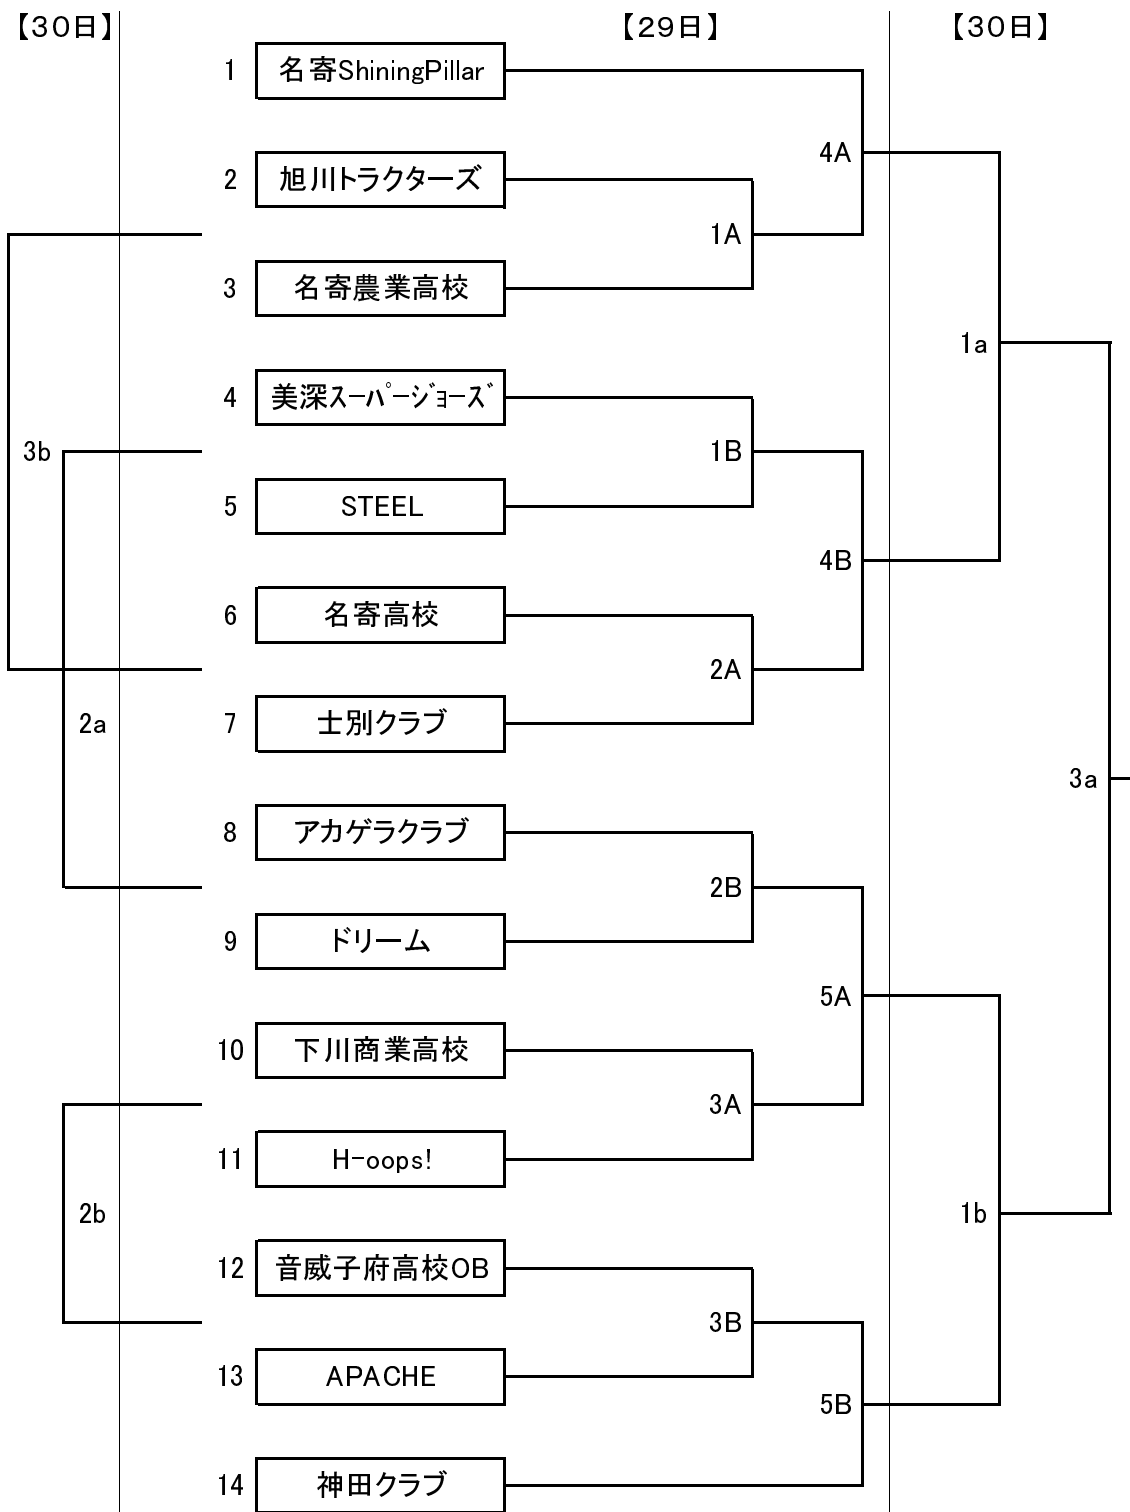 【30日】 【29日】 【30日】
1 名寄ShiningPillar
4A
2 旭川トラクターズ
1A
3 名寄農業高校
1a
4 美深ｽｰﾊﾟｰｼﾞｮｰｽﾞ
3b
1B
5 STEEL
4B
6 名寄高校
2A
7 士別クラブ
2a
3a
8 アカゲラクラブ
2B
9 ドリーム
5A
10 下川商業高校
3A
11 H-oops!
2b
1b
12 音威子府高校OB
3B
13 APACHE
5B
14 神田クラブ